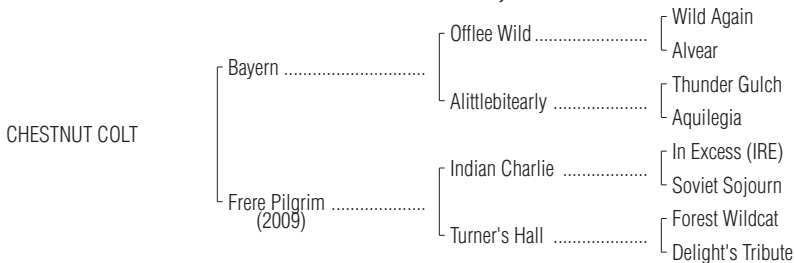 Wild Again
Offlee Wild ..........................
Alvear
Bayern ................................
Thunder Gulch
Alittlebitearly .....................
Aquilegia
CHESTNUT COLT
In Excess (IRE)
Indian Charlie ...................
Soviet Sojourn
Frere Pilgrim .....................
(2009)
Forest Wildcat
Turner's Hall .....................
Delight's Tribute